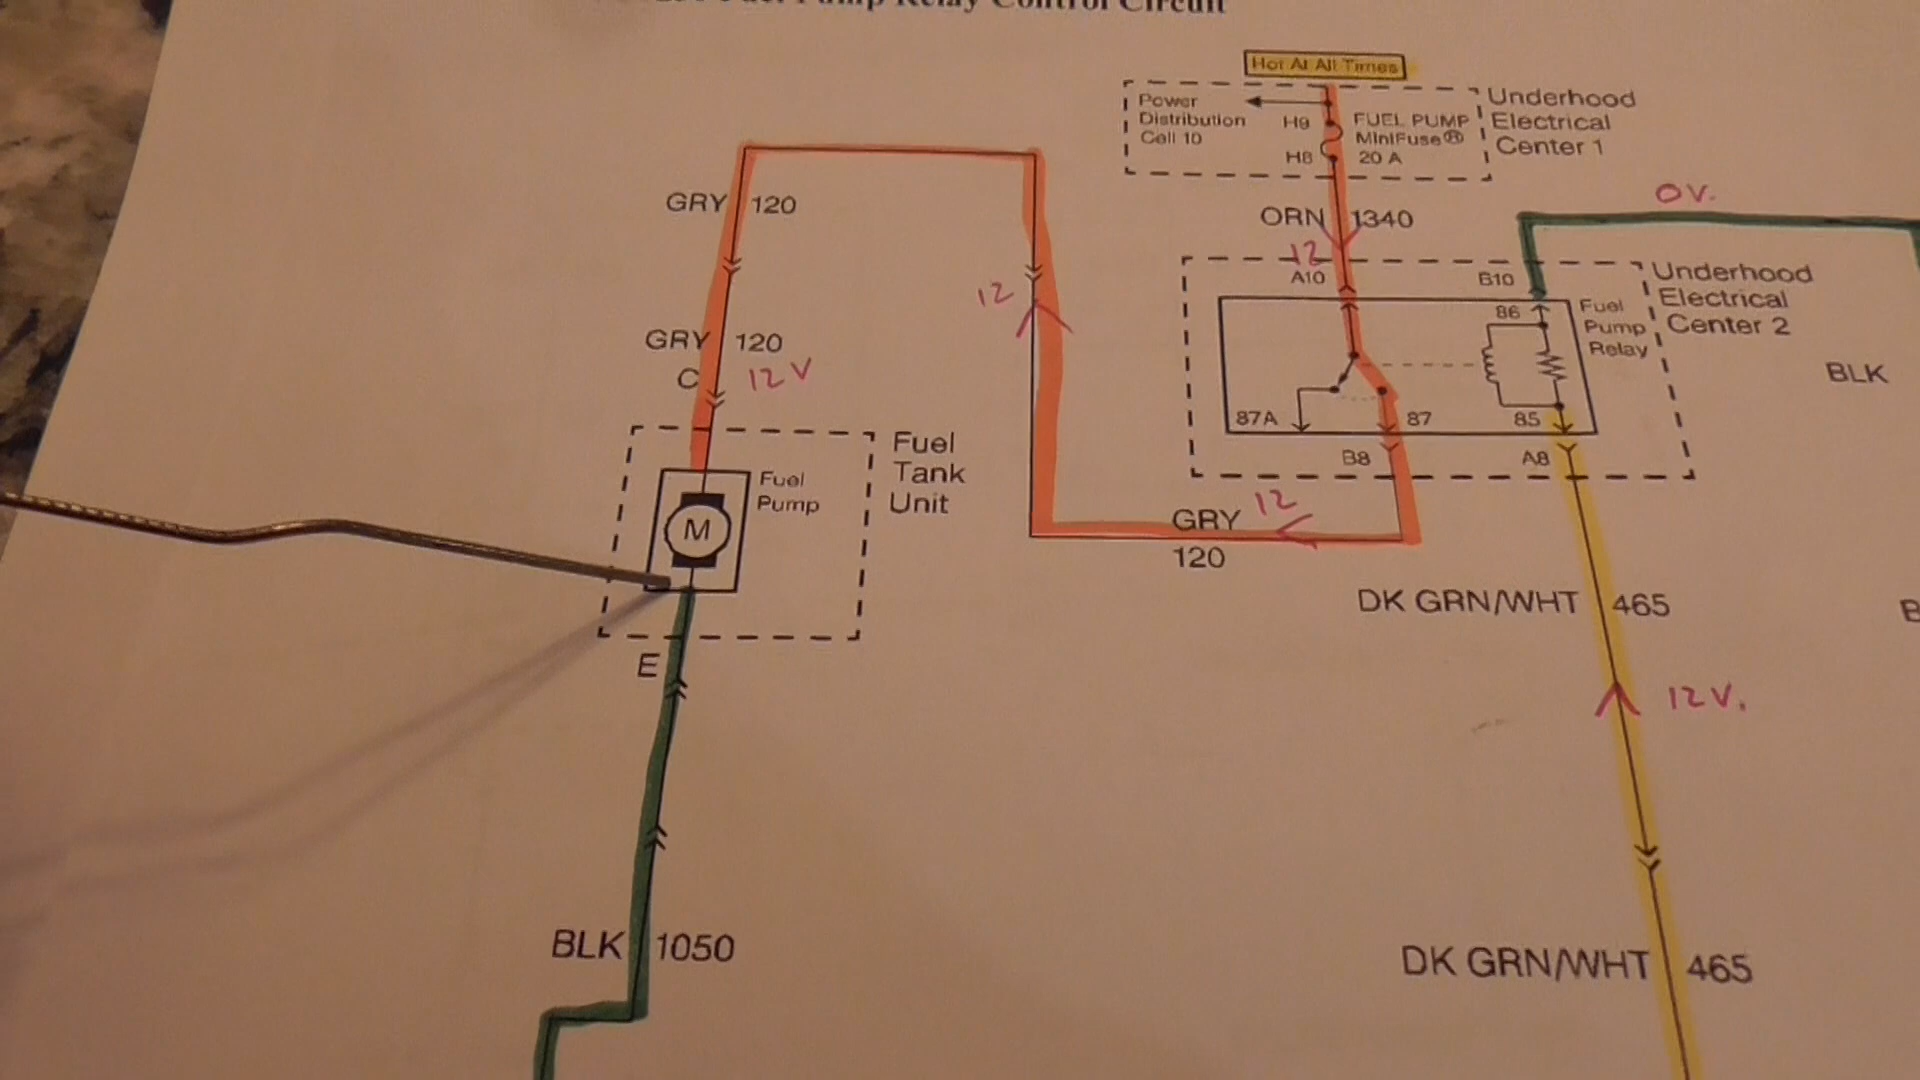 Fuel Pump Relay Control Circuit
Hot At All Times
Power
Distribution
Cell 10
H9
H8
FUEL PUMP
MiniFuse®
20 A
Underhood
Electrical
Center 1
ORN 1340
12
A10
B10
0V.
Underhood
Electrical
Center 2
86
Fuel
Pump
Relay
87A
87
85
B8
A8
BLK
GRY 120
GRY 120
C 12 V
12
Fuel
Tank
Unit
Fuel
Pump
M
E
GRY 12
120
DK GRN/WHT 465
12 V.
BLK 1050
DK GRN/WHT 465